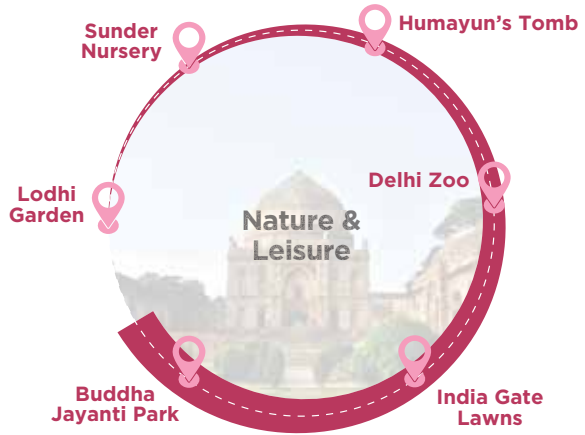 Humayun's Tomb
Sunder
Nursery
Delhi Zoo
Lodhi
Garden
Nature &
Leisure
Buddha
Jayanti Park
India Gate
Lawns